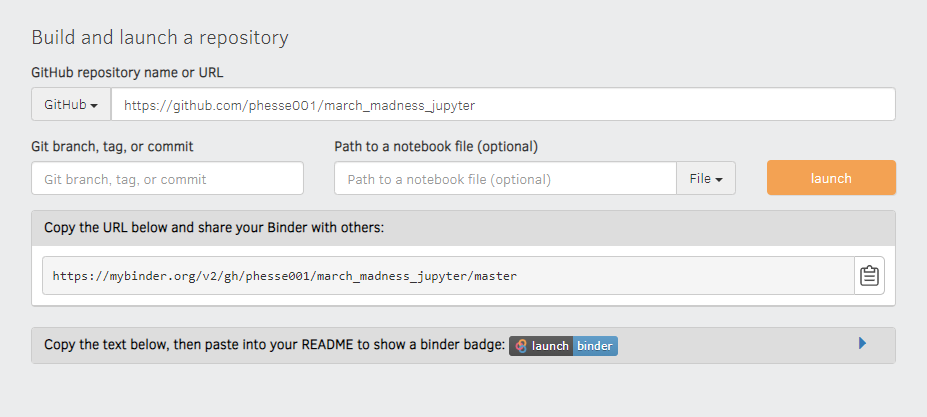 Build and launch a repository
GitHub repository name or URL
GitHub
https://github.com/phesse001/march_madness_jupyter
Git branch, tag, or commit
Path to a notebook file (optional)
Git branch, tag, or commit
Path to a notebook file (optional)
File
launch
Copy the URL below and share your Binder with others:
https://mybinder.org/v2/gh/phesse001/march_madness_jupyter/master
Copy the text below, then paste into your README to show a binder badge: launch binder